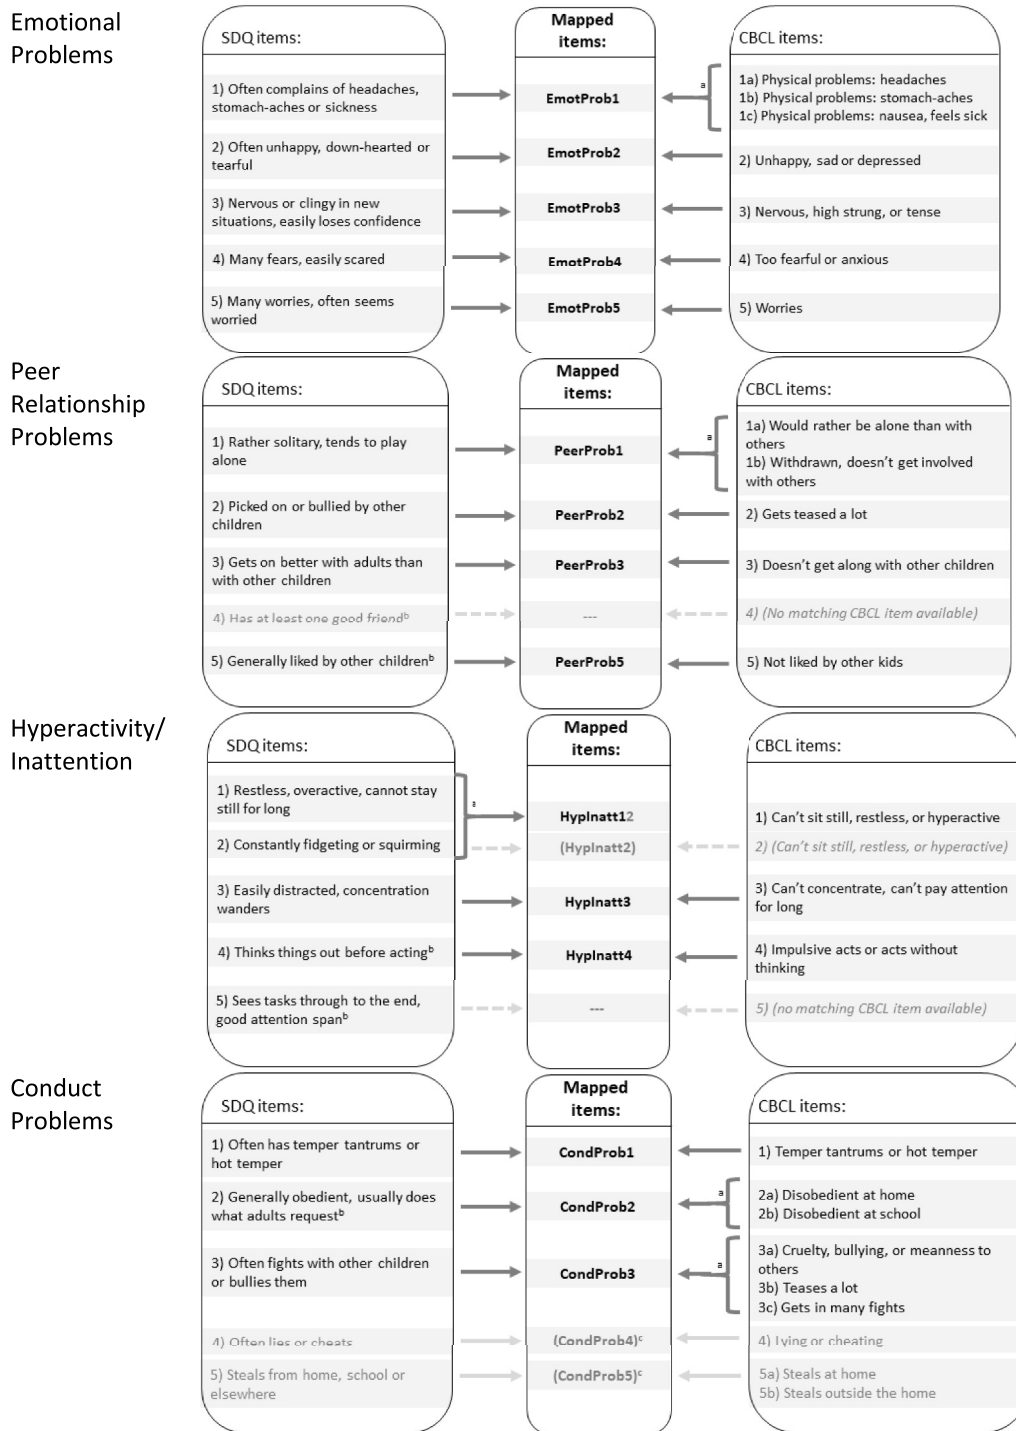 Emotional
Problems
SDQ items:
Mapped
items:
CBCL items:
1) Often complains of headaches,
stomach-aches or sickness
EmotProb1
a
1a) Physical problems: headaches
1b) Physical problems: stomach-aches
1c) Physical problems: nausea, feels sick
2) Often unhappy, down-hearted or
tearful
EmotProb2
2) Unhappy, sad or depressed
3) Nervous or clingy in new
situations, easily loses confidence
EmotProb3
3) Nervous, high strung, or tense
4) Many fears, easily scared
EmotProb4
4) Too fearful or anxious
5) Many worries, often seems
worried
EmotProb5
5) Worries
Peer
Relationship
Problems
SDQ items:
Mapped
items:
CBCL items:
1) Rather solitary, tends to play
alone
PeerProb1
a
1a) Would rather be alone than with
others
1b) Withdrawn, doesn't get involved
with others
2) Picked on or bullied by other
children
PeerProb2
2) Gets teased a lot
3) Gets on better with adults than
with other children
PeerProb3
3) Doesn't get along with other children
4) Has at least one good friendᵇ
---
4) (No matching CBCL item available)
5) Generally liked by other childrenᵇ
PeerProb5
5) Not liked by other kids
Hyperactivity/
Inattention
SDQ items:
Mapped
items:
CBCL items:
1) Restless, overactive, cannot stay
still for long
a
HypInatt12
1) Can't sit still, restless, or hyperactive
2) Constantly fidgeting or squirming
(HypInatt2)
2) (Can't sit still, restless, or hyperactive)
3) Easily distracted, concentration
wanders
HypInatt3
3) Can't concentrate, can't pay attention
for long
4) Thinks things out before actingᵇ
HypInatt4
4) Impulsive acts or acts without
thinking
5) Sees tasks through to the end,
good attention spanᵇ
---
5) (no matching CBCL item available)
Conduct
Problems
SDQ items:
Mapped
items:
CBCL items:
1) Often has temper tantrums or
hot temper
CondProb1
1) Temper tantrums or hot temper
2) Generally obedient, usually does
what adults requestᵇ
CondProb2
a
2a) Disobedient at home
2b) Disobedient at school
3) Often fights with other children
or bullies them
CondProb3
a
3a) Cruelty, bullying, or meanness to
others
3b) Teases a lot
3c) Gets in many fights
4) Often lies or cheats
(CondProb4)ᶜ
4) Lying or cheating
5) Steals from home, school or
elsewhere
(CondProb5)ᶜ
5a) Steals at home
5b) Steals outside the home